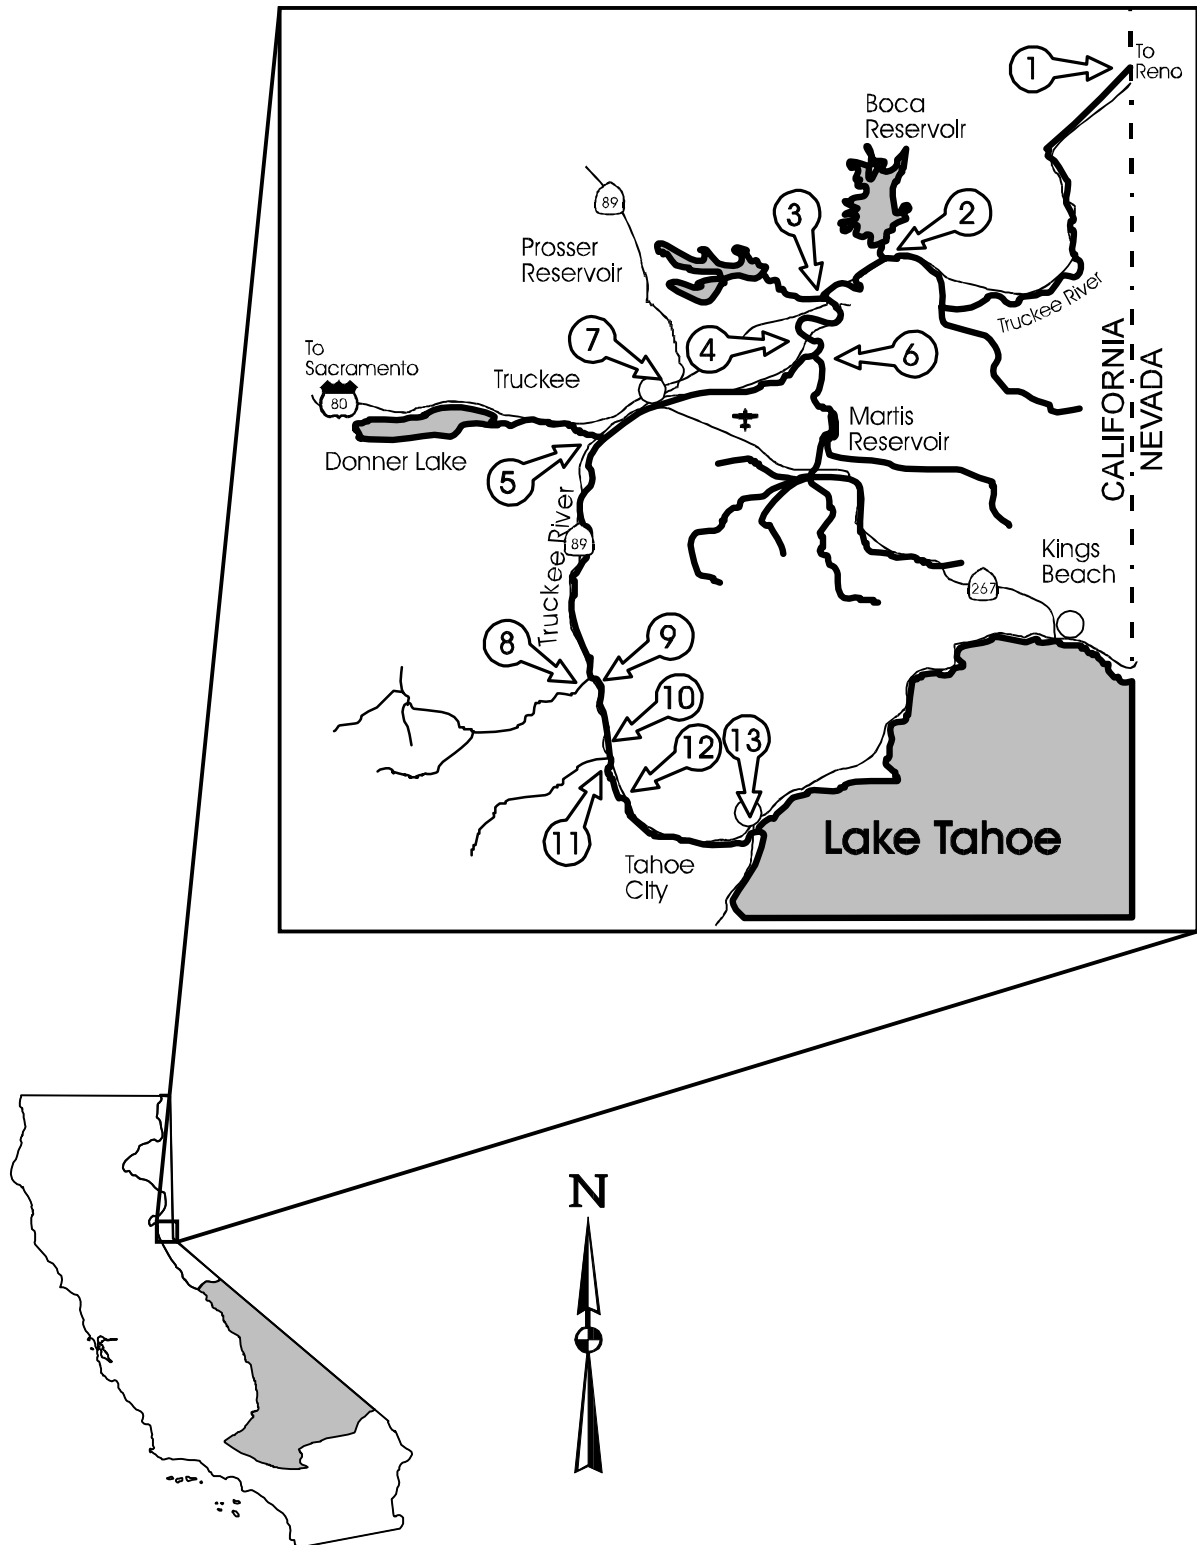 To
Reno
1
Boca
Reservoir
89
3
2
Prosser
Reservoir
Truckee River
7
4
6
To
Sacramento
80
Truckee
Martis
Reservoir
CALIFORNIA
NEVADA
Donner Lake
5
Truckee River
89
Kings
Beach
267
8
9
10
12
13
11
Lake Tahoe
Tahoe
City
N